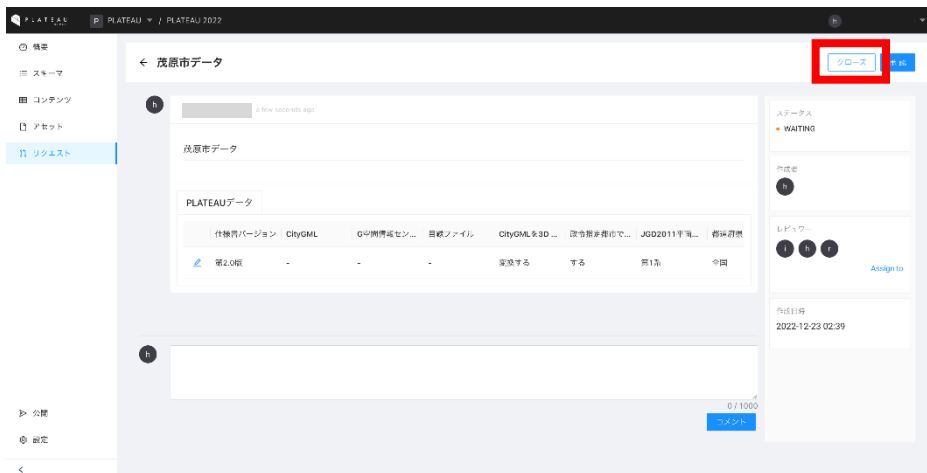 PLATEAU
P PLATEAU / PLATEAU 2022
h
概要
スキーマ
コンテンツ
アセット
リクエスト
公開
設定
← 茂原市データ
クローズ
h
a few seconds ago
茂原市データ
PLATEAUデータ
仕様書バージョン CityGML G空間情報セン... 目録ファイル CityGMLを3D ... 政令指定都市で... JGD2011平面... 都道府県
第2.0版 - - - 変換する する 第1系 全国
h
0 / 1000
コメント
ステータス
WAITING
作成者
h
レビュワー
i h r
Assign to
作成日時
2022-12-23 02:39